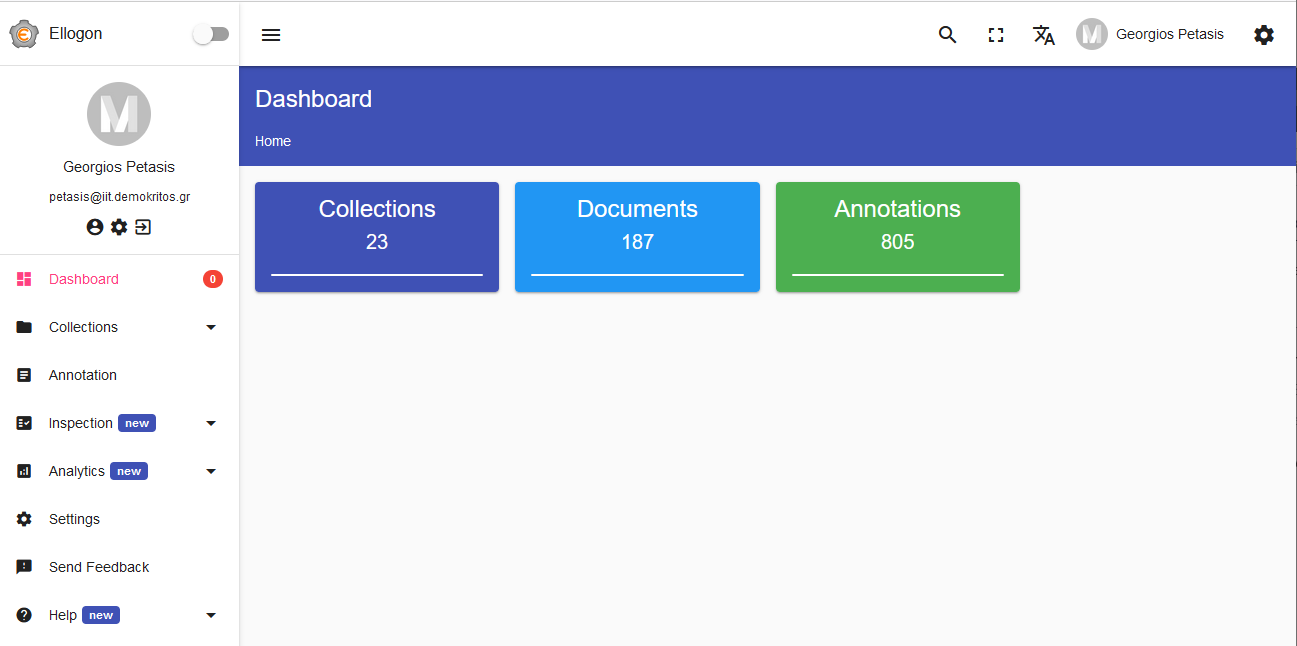 Ellogon
Georgios Petasis
Georgios Petasis
petasis@iit.demokritos.gr
Dashboard 0
Collections
Annotation
Inspection new
Analytics new
Settings
Send Feedback
Help new
Dashboard
Home
Collections
23
Documents
187
Annotations
805